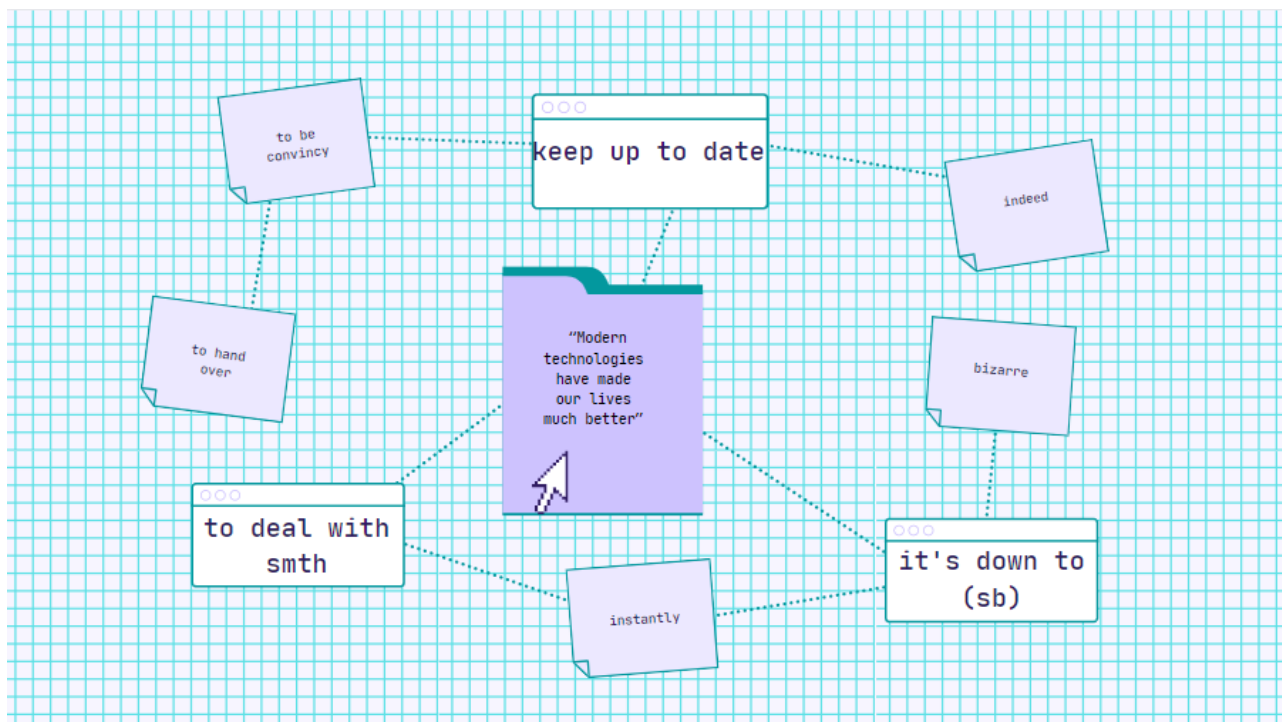 to be
convincy
keep up to date
indeed
to hand
over
“Modern
technologies
have made
our lives
much better”
bizarre
to deal with
smth
it's down to
(sb)
instantly